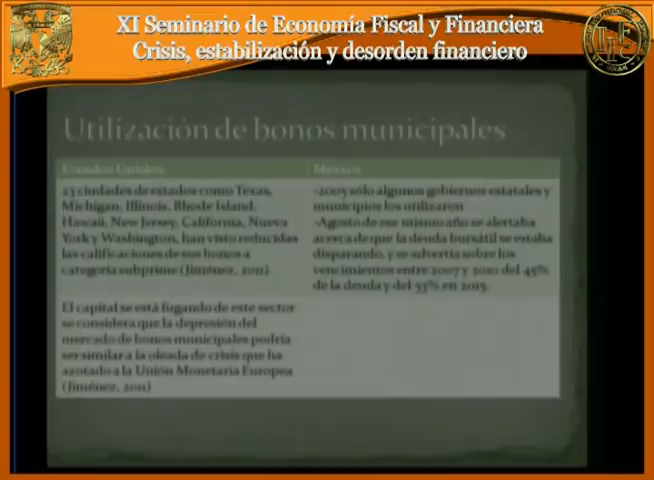 XI Seminario de Economía Fiscal y Financiera
Crisis, estabilización y desorden financiero
Utilización de bonos municipales
Estados Unidos
México
23 ciudades de estados como Texas,
Michigan, Illinois, Rhode Island,
Hawaii, New Jersey, California, Nueva
York y Washington, han visto reducidas
las calificaciones de sus bonos a
categoría subprime (Jiménez, 2011)
-2005 sólo algunos gobiernos estatales y
municipios los utilizaron
-Agosto de ese mismo año se alertaba
acerca de que la deuda bursátil se estaba
disparando, y se advertía sobre los
vencimientos entre 2007 y 2010 del 45%
de la deuda y del 55% en 2015.
El capital se está fugando de este sector
se considera que la depresión del
mercado de bonos municipales podría
ser similar a la oleada de crisis que ha
azotado a la Unión Monetaria Europea
(Jiménez, 2011)